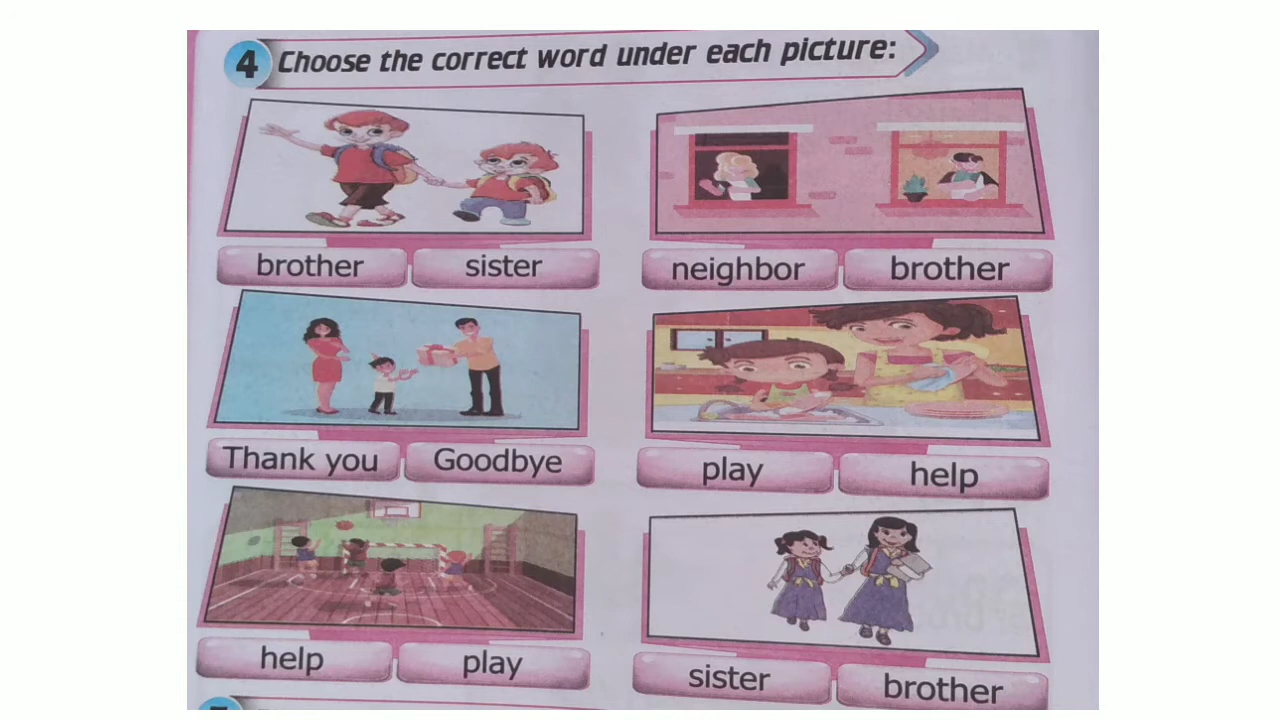 4 Choose the correct word under each picture:
brother sister neighbor brother
Thank you Goodbye play help
help play sister brother